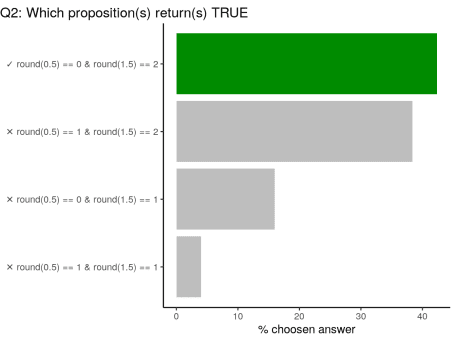 Q2: Which proposition(s) return(s) TRUE
✓ round(0.5) == 0 & round(1.5) == 2
✕ round(0.5) == 1 & round(1.5) == 2
✕ round(0.5) == 0 & round(1.5) == 1
✕ round(0.5) == 1 & round(1.5) == 1
0 10 20 30 40
% choosen answer